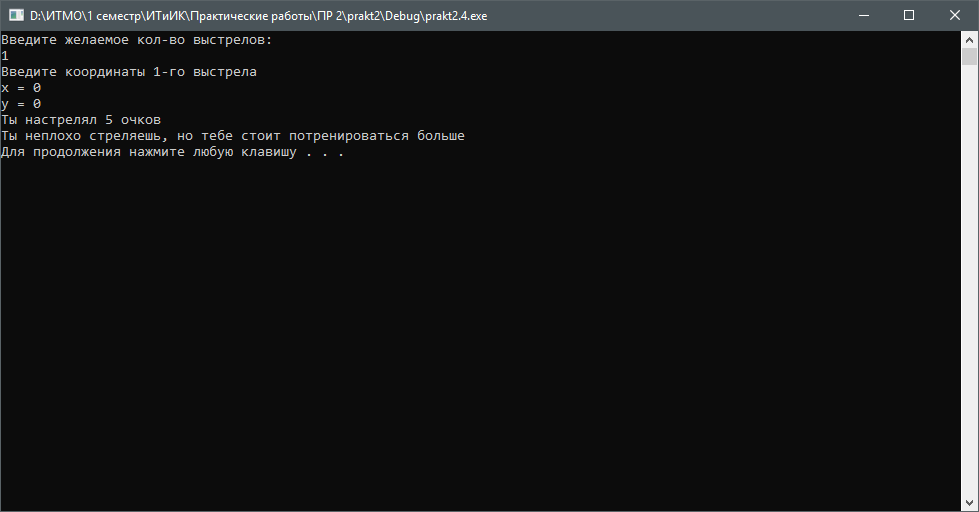 D:\ИТМО\1 семестр\ИТиИК\Практические работы\ПР 2\prakt2\Debug\prakt2.4.exe
Введите желаемое кол-во выстрелов:
1
Введите координаты 1-го выстрела
x = 0
y = 0
Ты настрелял 5 очков
Ты неплохо стреляешь, но тебе стоит потренироваться больше
Для продолжения нажмите любую клавишу . . .